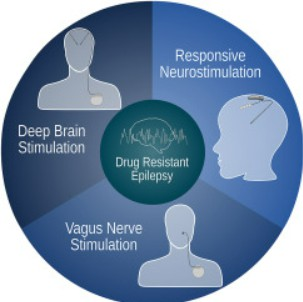 Responsive
Neurostimulation
Deep Brain
Stimulation
Drug Resistant
Epilepsy
Vagus Nerve
Stimulation